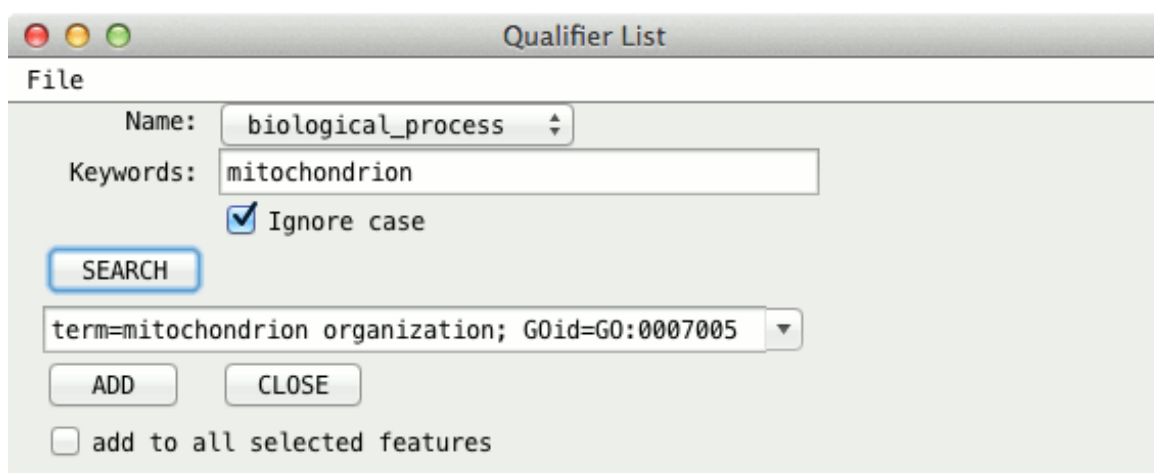 Qualifier List
File
Name: biological_process
Keywords: mitochondrion
Ignore case
SEARCH
term=mitochondrion organization; GOid=GO:0007005
ADD CLOSE
add to all selected features